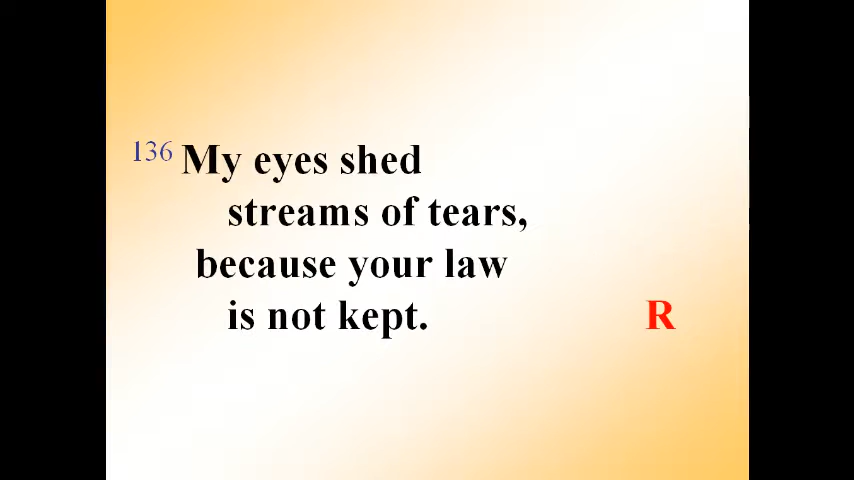 136 My eyes shed
streams of tears,
because your law
is not kept. R